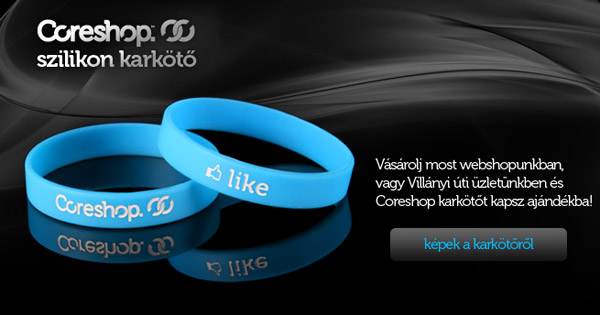 Coreshop.
szilikon karkötő
like
Coreshop.
Vásárolj most webshopunkban,
vagy Villányi úti üzletünkben és
Coreshop karkötőt kapsz ajándékba!
képek a karkötőről